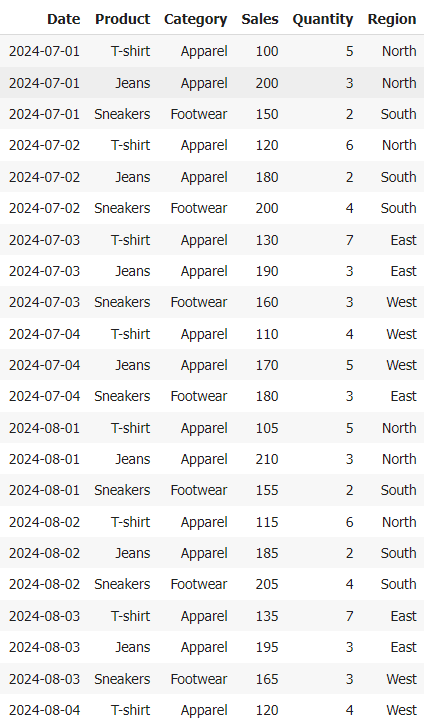 Date Product Category Sales Quantity Region
2024-07-01 T-shirt Apparel 100 5 North
2024-07-01 Jeans Apparel 200 3 North
2024-07-01 Sneakers Footwear 150 2 South
2024-07-02 T-shirt Apparel 120 6 North
2024-07-02 Jeans Apparel 180 2 South
2024-07-02 Sneakers Footwear 200 4 South
2024-07-03 T-shirt Apparel 130 7 East
2024-07-03 Jeans Apparel 190 3 East
2024-07-03 Sneakers Footwear 160 3 West
2024-07-04 T-shirt Apparel 110 4 West
2024-07-04 Jeans Apparel 170 5 West
2024-07-04 Sneakers Footwear 180 3 East
2024-08-01 T-shirt Apparel 105 5 North
2024-08-01 Jeans Apparel 210 3 North
2024-08-01 Sneakers Footwear 155 2 South
2024-08-02 T-shirt Apparel 115 6 North
2024-08-02 Jeans Apparel 185 2 South
2024-08-02 Sneakers Footwear 205 4 South
2024-08-03 T-shirt Apparel 135 7 East
2024-08-03 Jeans Apparel 195 3 East
2024-08-03 Sneakers Footwear 165 3 West
2024-08-04 T-shirt Apparel 120 4 West